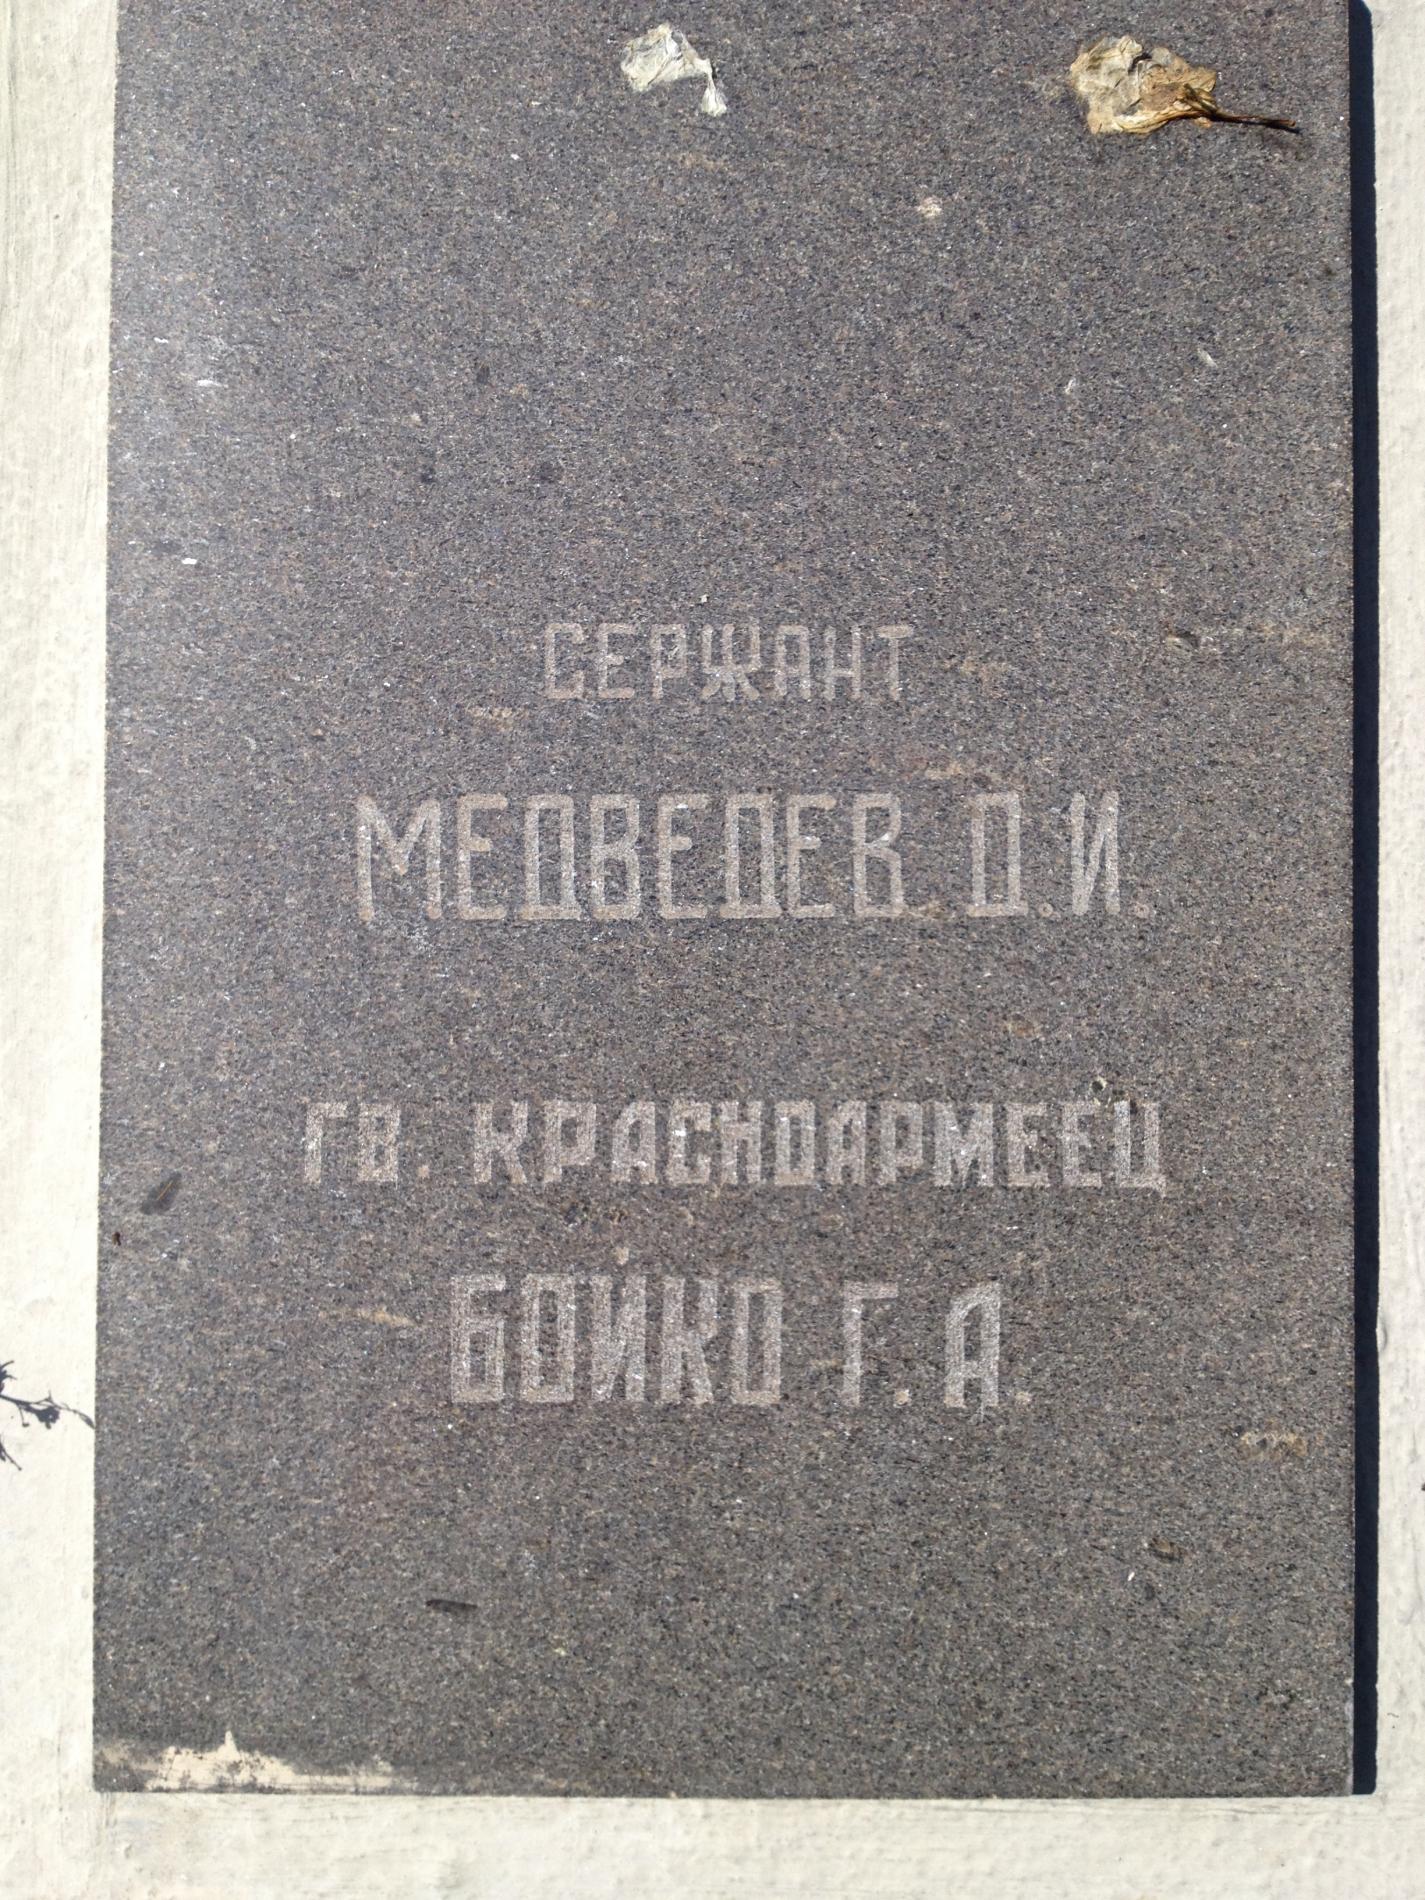 СЕРЖАНТ
МЕДВЕДЕВ Д.И.
ГВ. КРАСНОАРМЕЕЦ
БОЙКО Г.А.